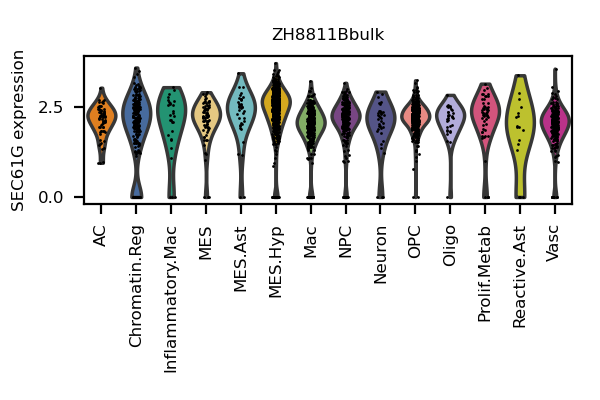 ZH8811Bbulk
SEC61G expression
2.5
0.0
AC
Chromatin.Reg
Inflammatory.Mac
MES
MES.Ast
MES.Hyp
Mac
NPC
Neuron
OPC
Oligo
Prolif.Metab
Reactive.Ast
Vasc